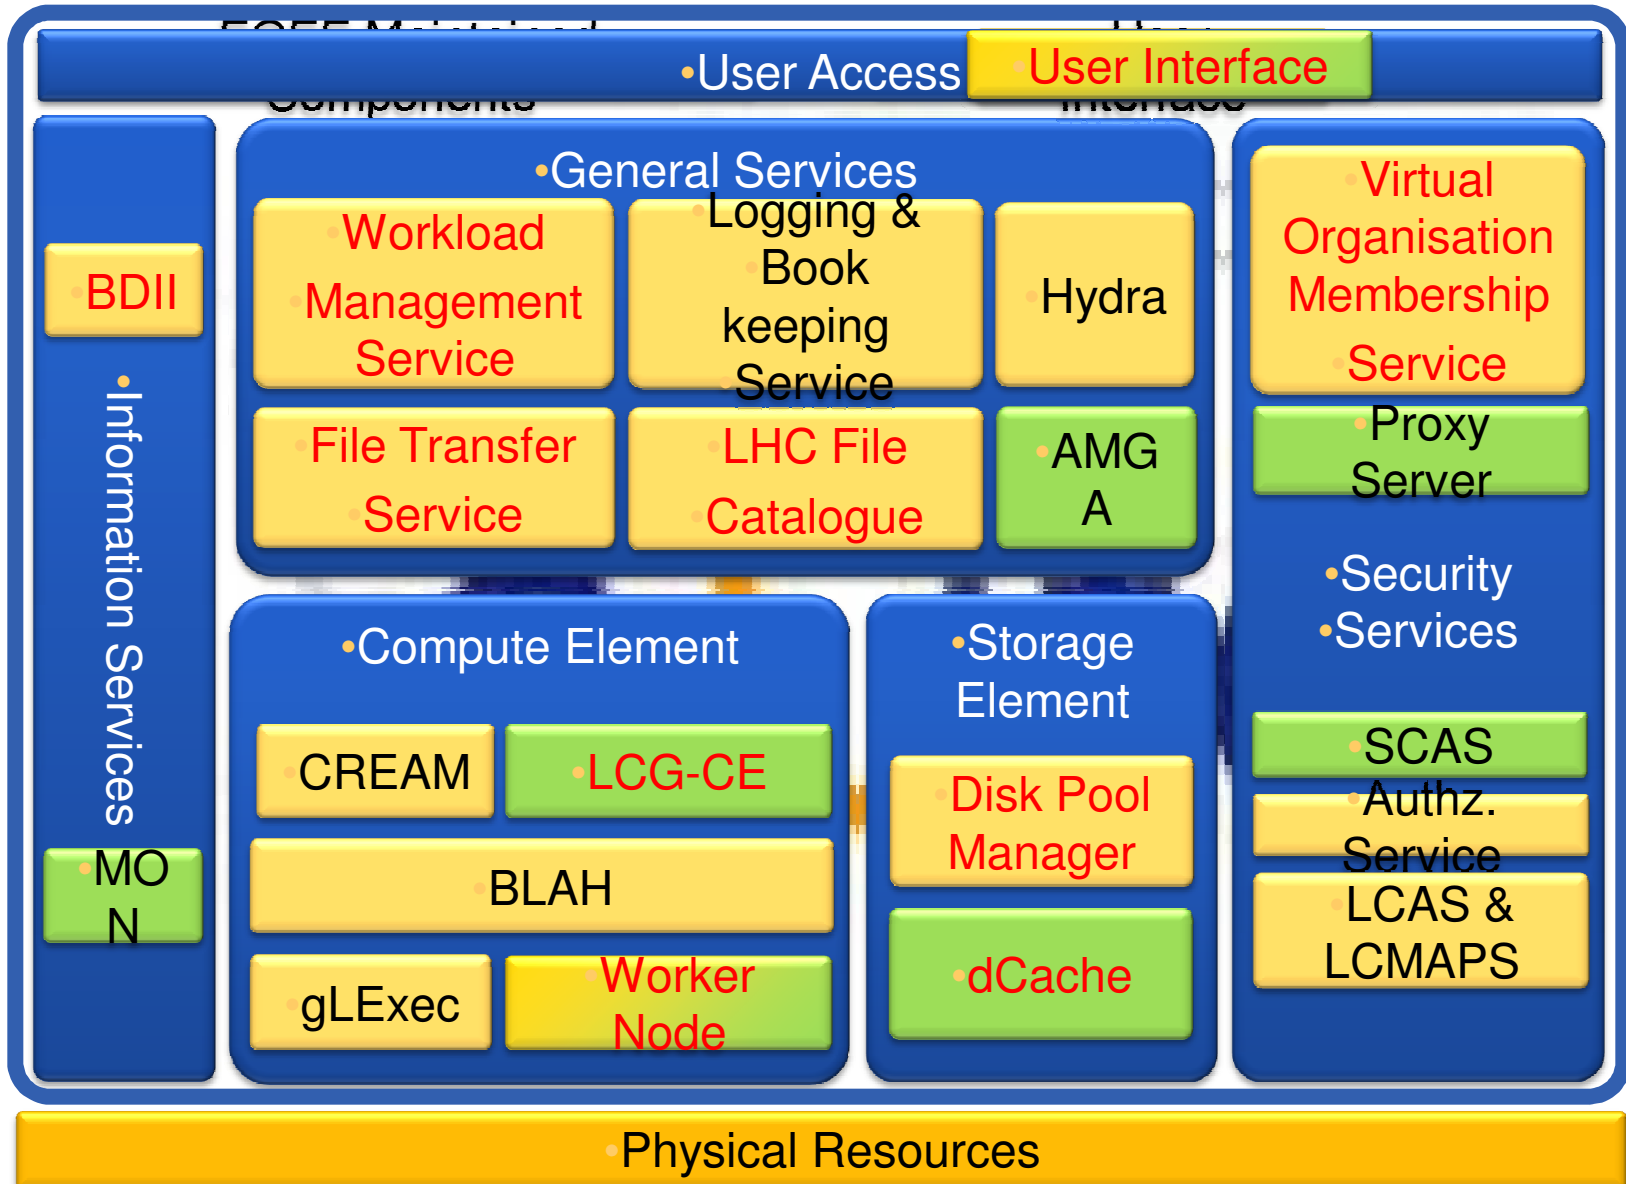 •User Access
•User Interface
Components
•General Services
•Workload
•Management
Service
•Logging &
•Book
keeping
•Service
•Hydra
•File Transfer
•Service
•LHC File
•Catalogue
•AMG
A
•BDII
•Information Services
•MO
N
•Compute Element
•CREAM
•LCG-CE
•BLAH
•gLExec
•Worker
Node
•Storage
Element
•Disk Pool
Manager
•dCache
•Virtual
Organisation
Membership
•Service
•Proxy
Server
•Security
•Services
•SCAS
•Authz.
Service
•LCAS &
LCMAPS
•Physical Resources